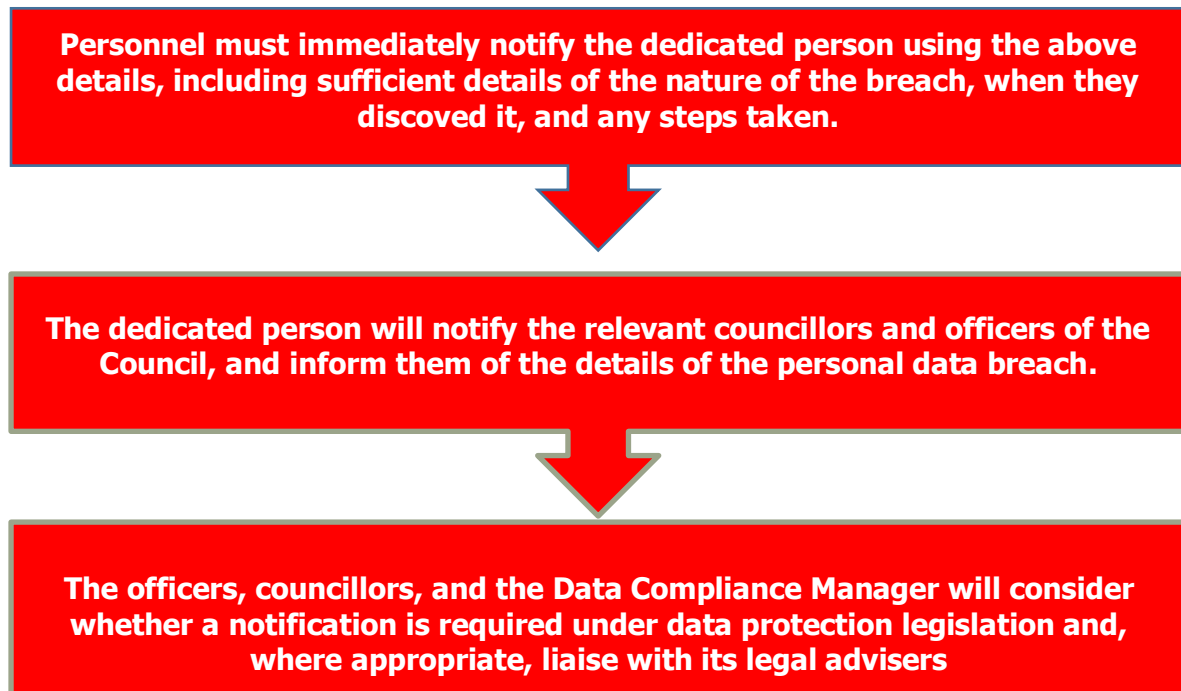 Personnel must immediately notify the dedicated person using the above
details, including sufficient details of the nature of the breach, when they
discoved it, and any steps taken.
The dedicated person will notify the relevant councillors and officers of the
Council, and inform them of the details of the personal data breach.
The officers, councillors, and the Data Compliance Manager will consider
whether a notification is required under data protection legislation and,
where appropriate, liaise with its legal advisers